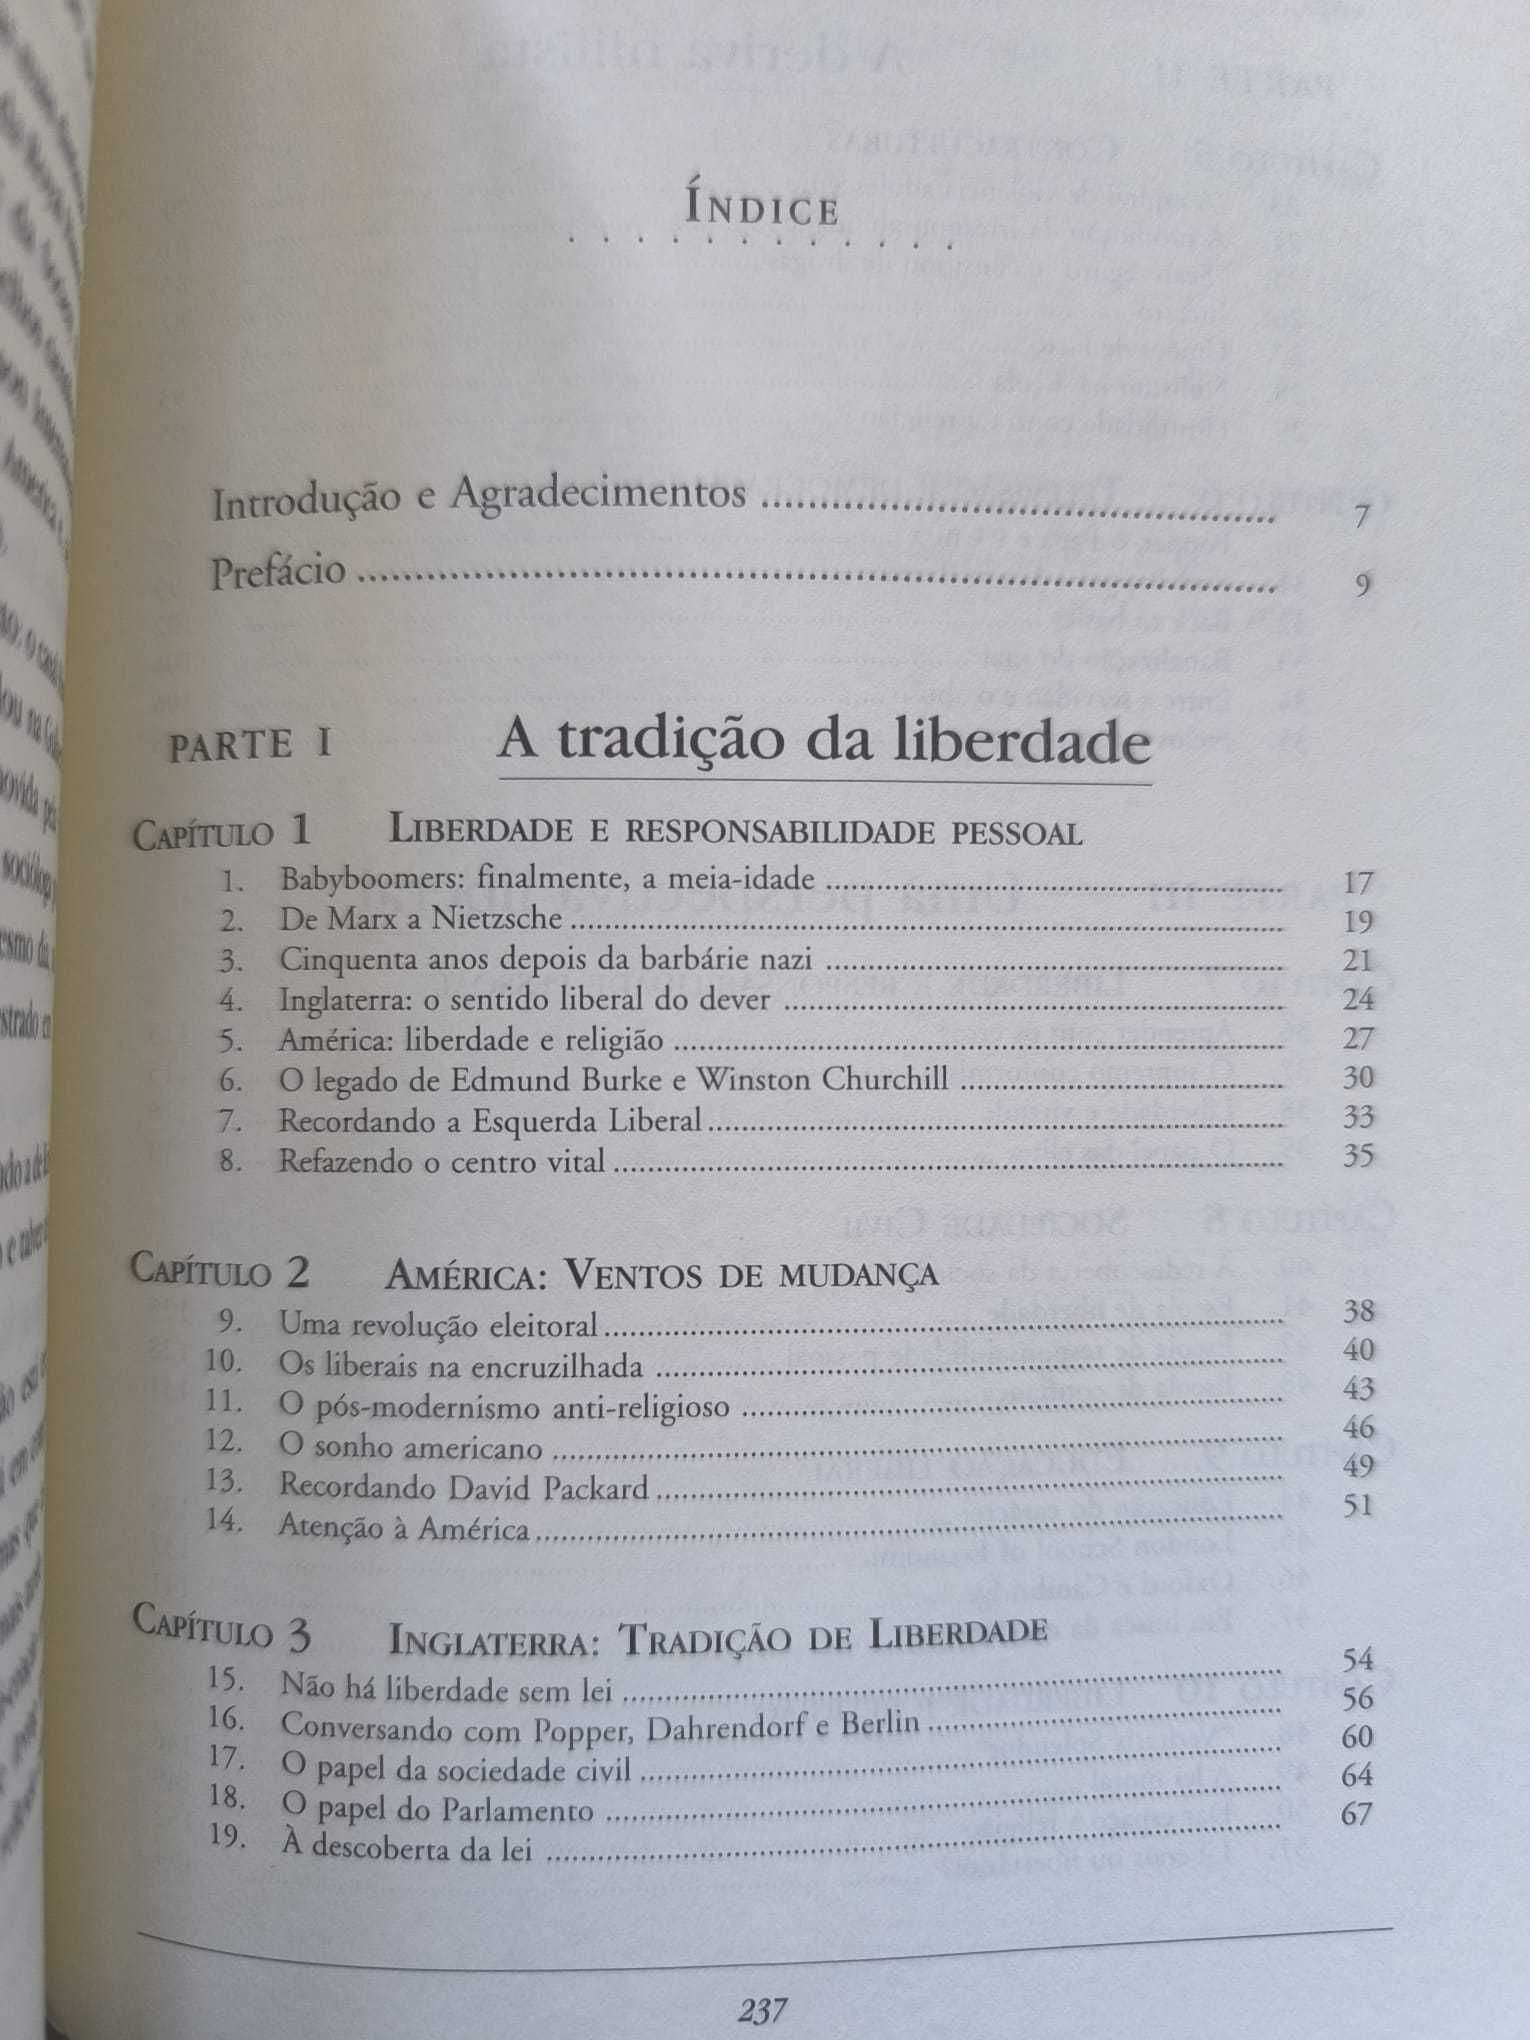 ÍNDICE
Introdução e Agradecimentos 7
Prefácio 9
PARTE I A tradição da liberdade
CAPÍTULO 1 LIBERDADE E RESPONSABILIDADE PESSOAL
1. Babyboomers: finalmente, a meia-idade 17
2. De Marx a Nietzsche 19
3. Cinquenta anos depois da barbárie nazi 21
4. Inglaterra: o sentido liberal do dever 24
5. América: liberdade e religião 27
6. O legado de Edmund Burke e Winston Churchill 30
7. Recordando a Esquerda Liberal 33
8. Refazendo o centro vital 35
CAPÍTULO 2 AMÉRICA: VENTOS DE MUDANÇA
9. Uma revolução eleitoral 38
10. Os liberais na encruzilhada 40
11. O pós-modernismo anti-religioso 43
12. O sonho americano 46
13. Recordando David Packard 49
14. Atenção à América 51
CAPÍTULO 3 INGLATERRA: TRADIÇÃO DE LIBERDADE
15. Não há liberdade sem lei 54
16. Conversando com Popper, Dahrendorf e Berlin 56
17. O papel da sociedade civil 60
18. O papel do Parlamento 64
19. À descoberta da lei 67
237